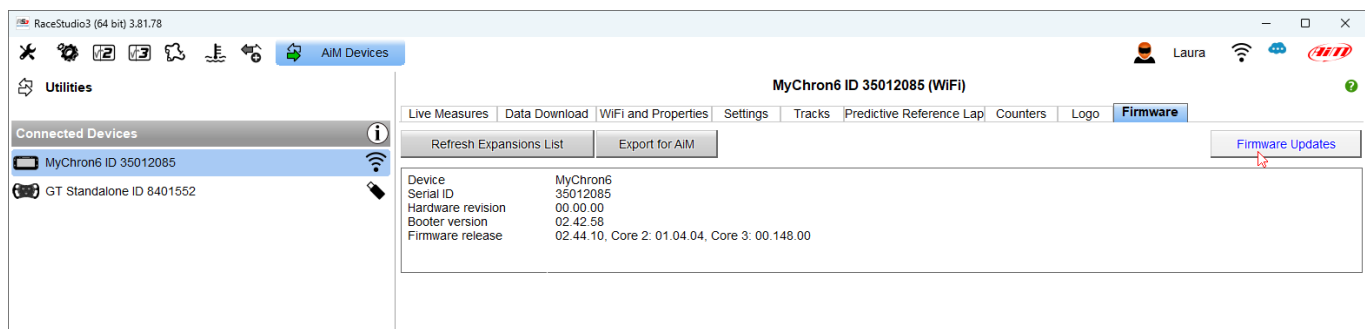 RaceStudio3 (64 bit) 3.81.78
AiM Devices
Laura
AiM
Utilities
MyChron6 ID 35012085 (WiFi)
Live Measures Data Download WiFi and Properties Settings Tracks Predictive Reference Lap Counters Logo Firmware
Connected Devices
Refresh Expansions List Export for AiM Firmware Updates
MyChron6 ID 35012085
GT Standalone ID 8401552
Device MyChron6
Serial ID 35012085
Hardware revision 00.00.00
Booter version 02.42.58
Firmware release 02.44.10, Core 2: 01.04.04, Core 3: 00.148.00